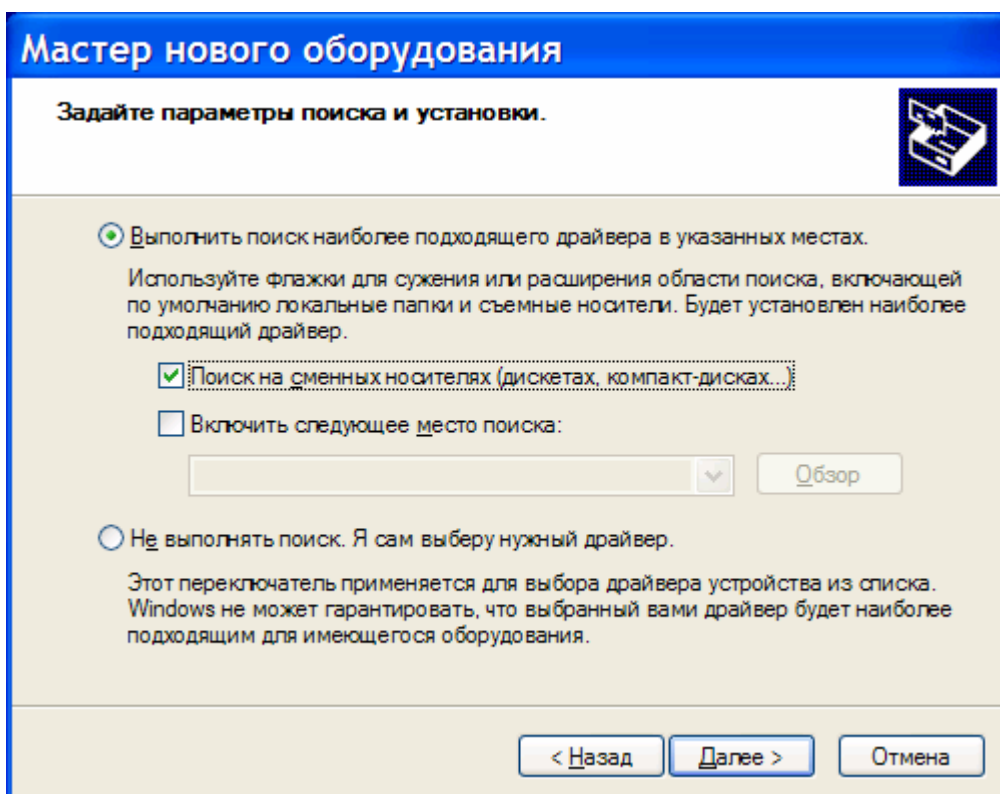 Мастер нового оборудования
Задайте параметры поиска и установки.
Выполнить поиск наиболее подходящего драйвера в указанных местах.
Используйте флажки для сужения или расширения области поиска, включающей
по умолчанию локальные папки и съемные носители. Будет установлен наиболее
подходящий драйвер.
Поиск на сменных носителях (дискетах, компакт-дисках...)
Включить следующее место поиска:
Обзор
Не выполнять поиск. Я сам выберу нужный драйвер.
Этот переключатель применяется для выбора драйвера устройства из списка.
Windows не может гарантировать, что выбранный вами драйвер будет наиболее
подходящим для имеющегося оборудования.
< Назад Далее > Отмена